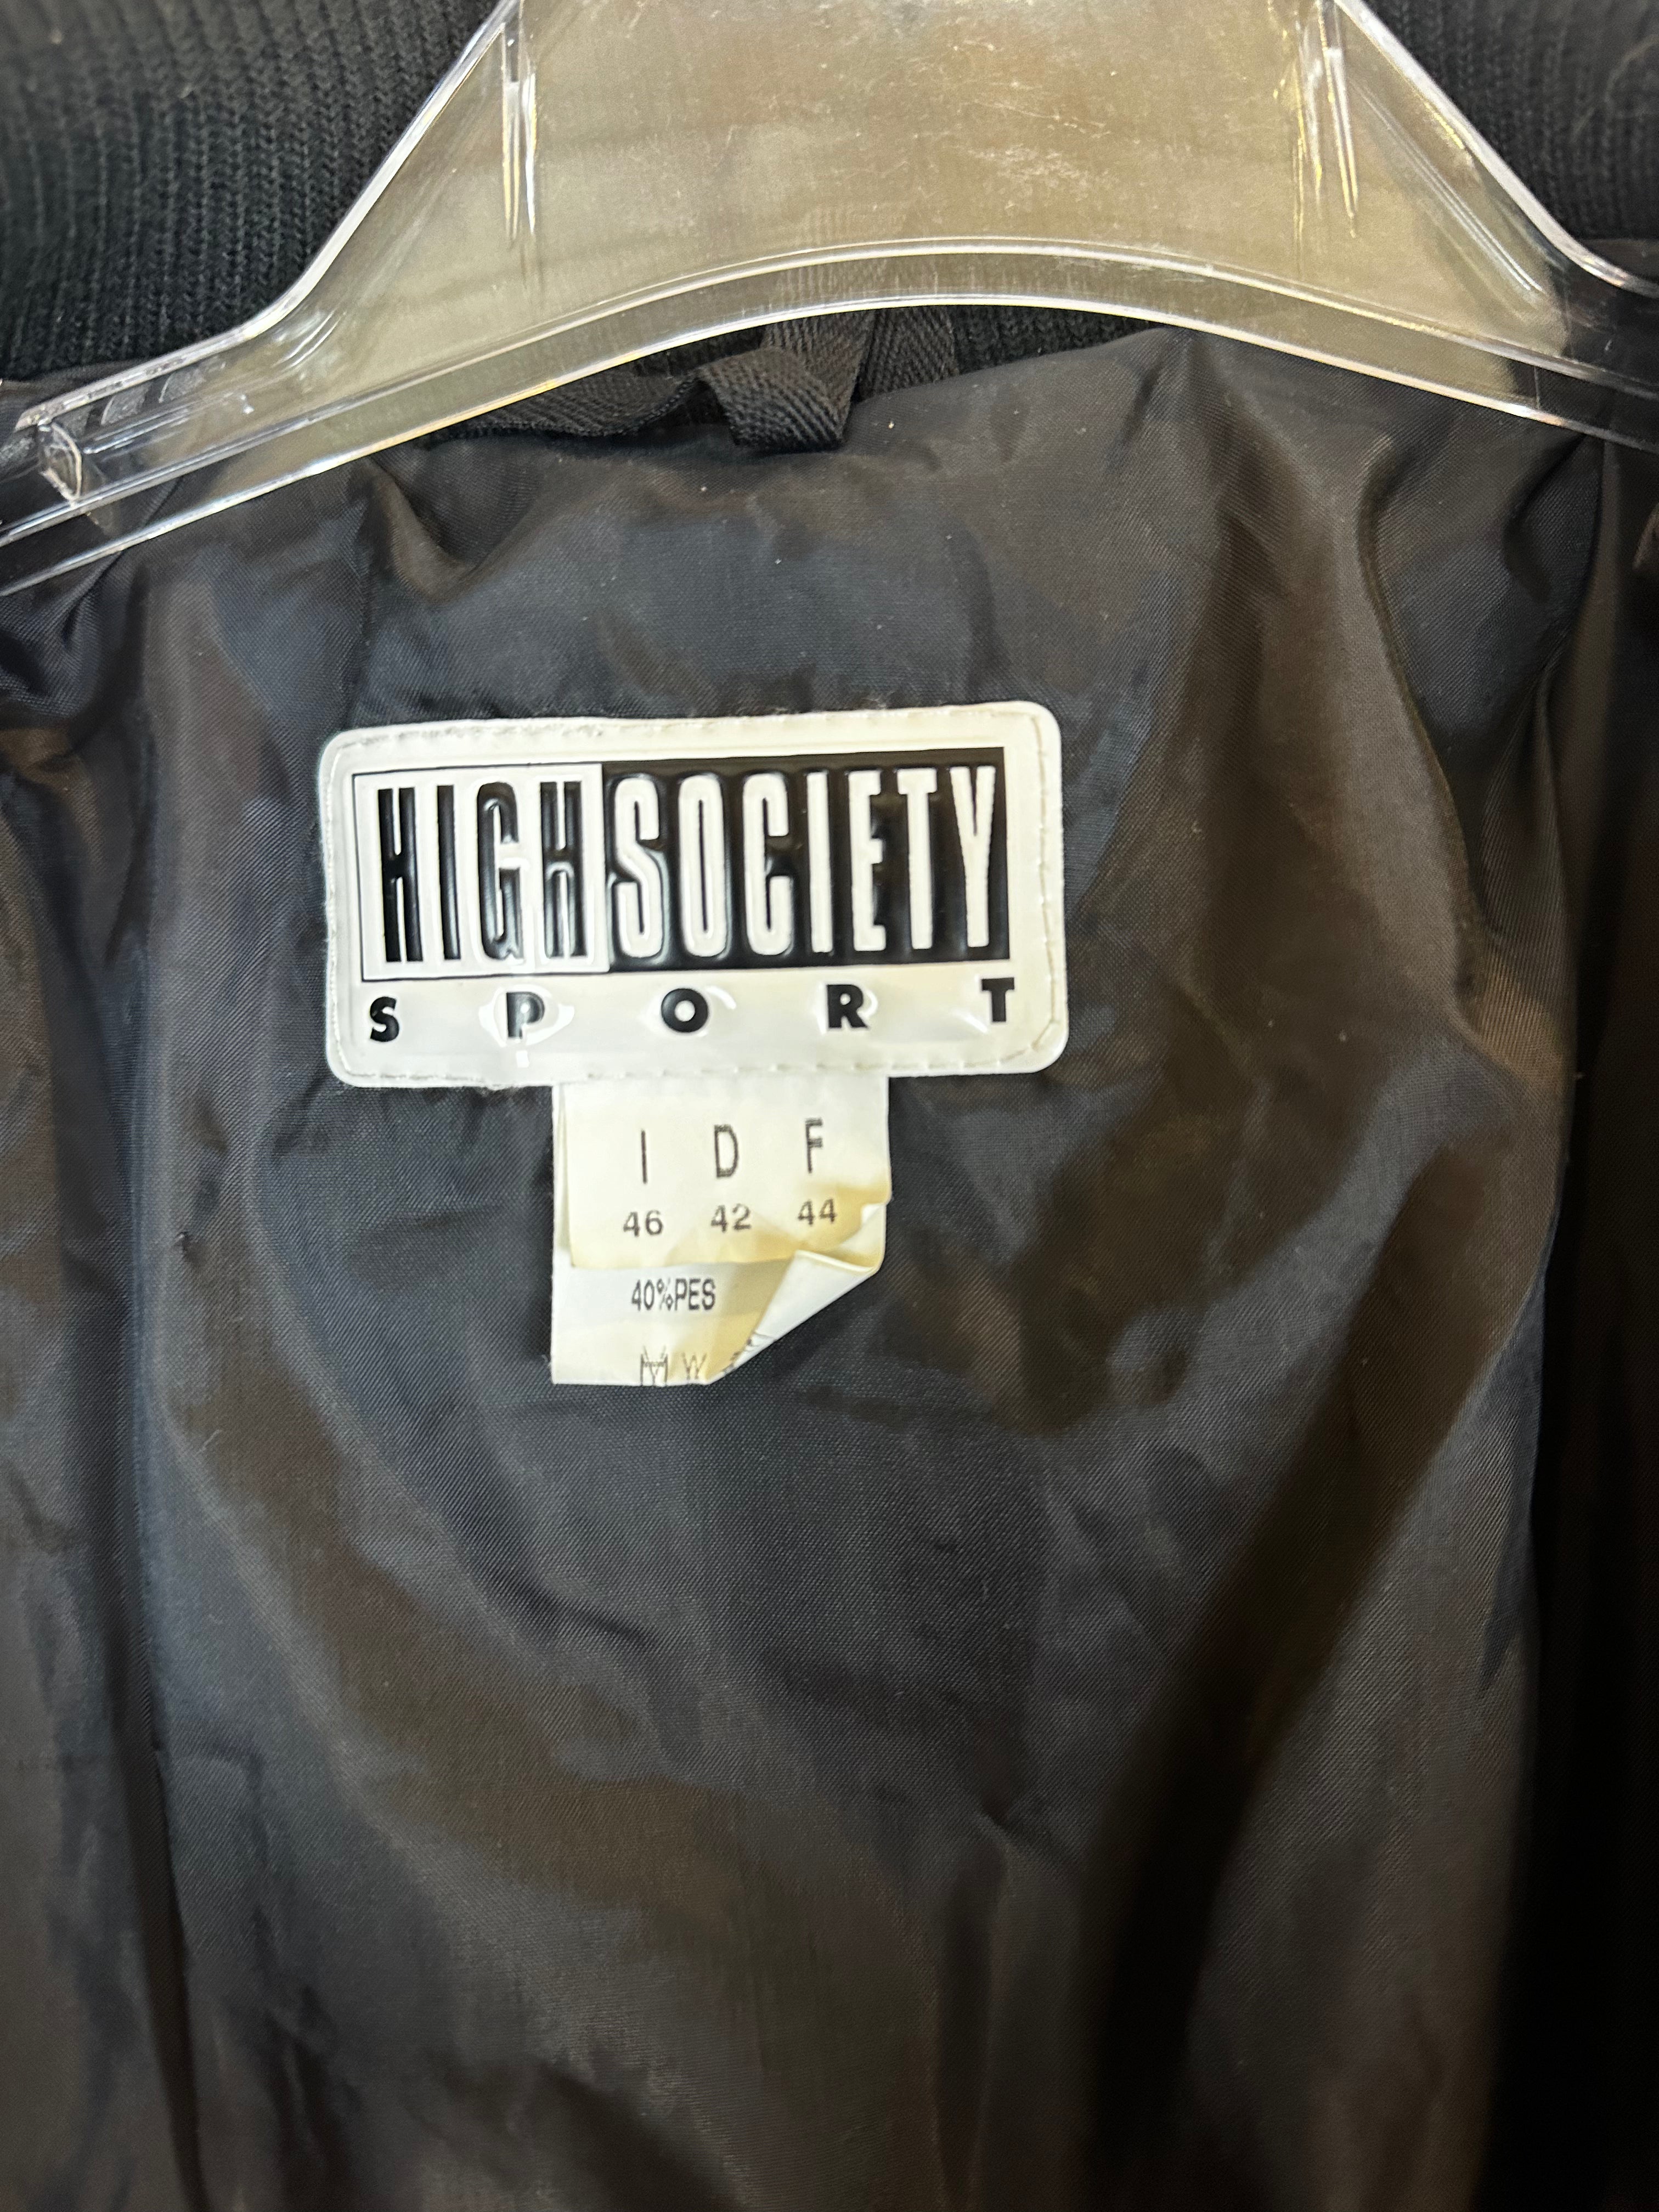 HIGHSOCIETY
SPORT
I D F
46 42 44
40%PES